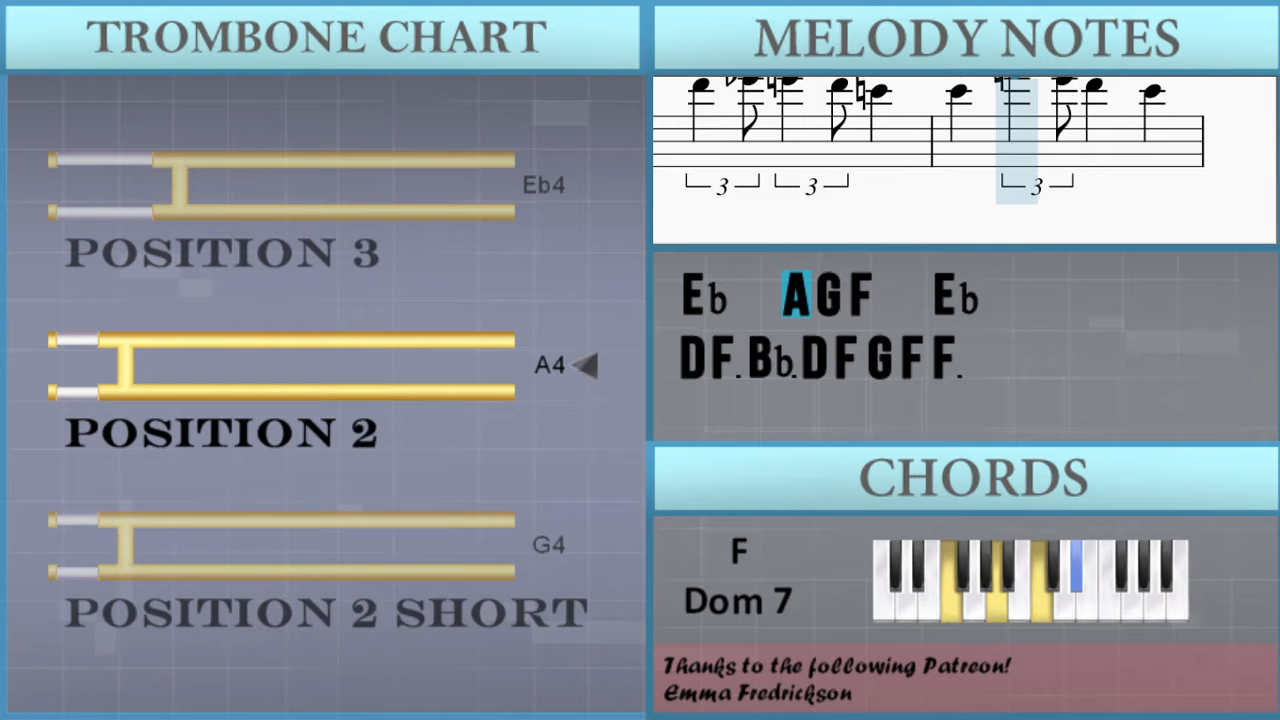 TROMBONE CHART
Eb4
POSITION 3
A4
POSITION 2
G4
POSITION 2 SHORT
MELODY NOTES
3 3 3
Eb AGF Eb
DF.Bb.DFGFF.
CHORDS
F
Dom 7
Thanks to the following Patreon!
Emma Fredrickson